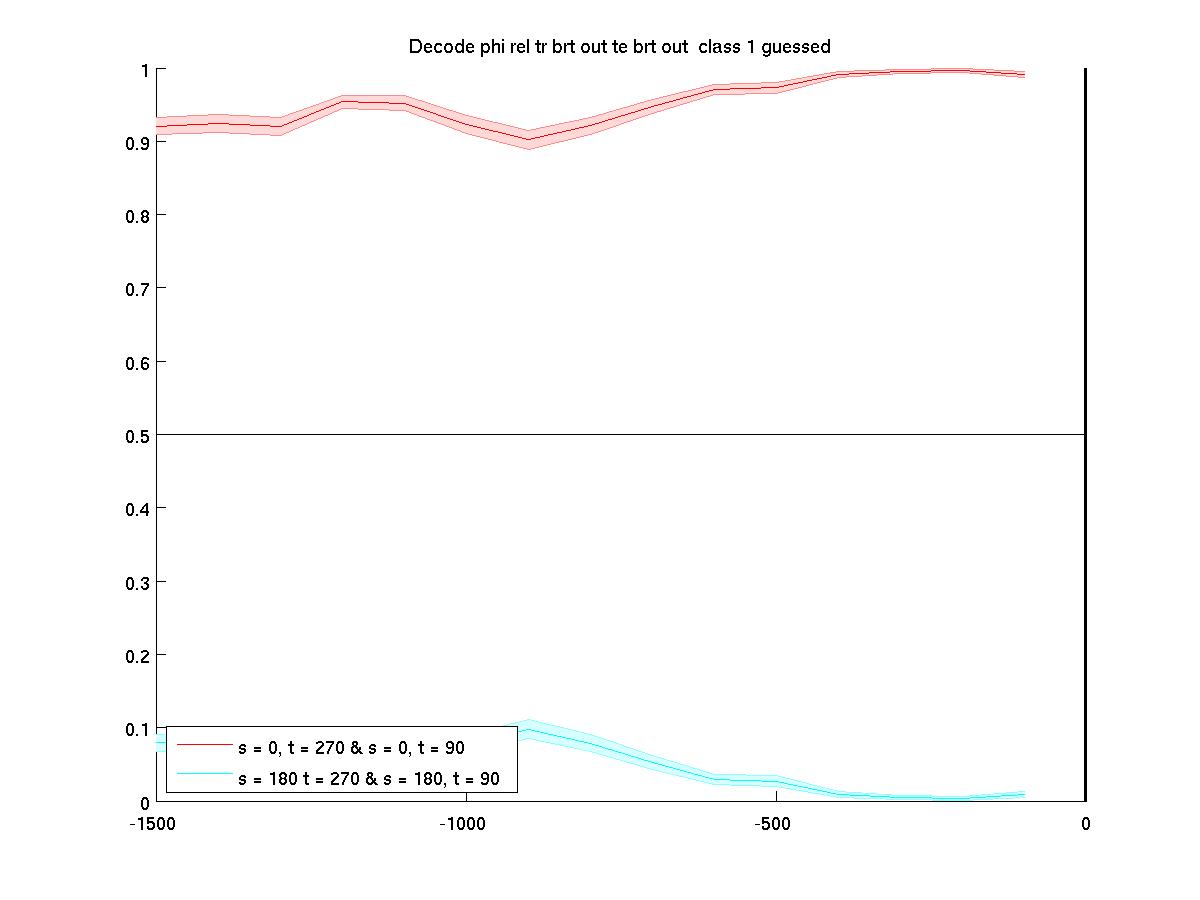 Decode phi rel tr brt out te brt out  class 1 guessed
1
0.9
0.8
0.7
0.6
0.5
0.4
0.3
0.2
0.1
0
s = 0, t = 270 & s = 0, t = 90
s = 180 t = 270 & s = 180, t = 90
-1500 -1000 -500 0